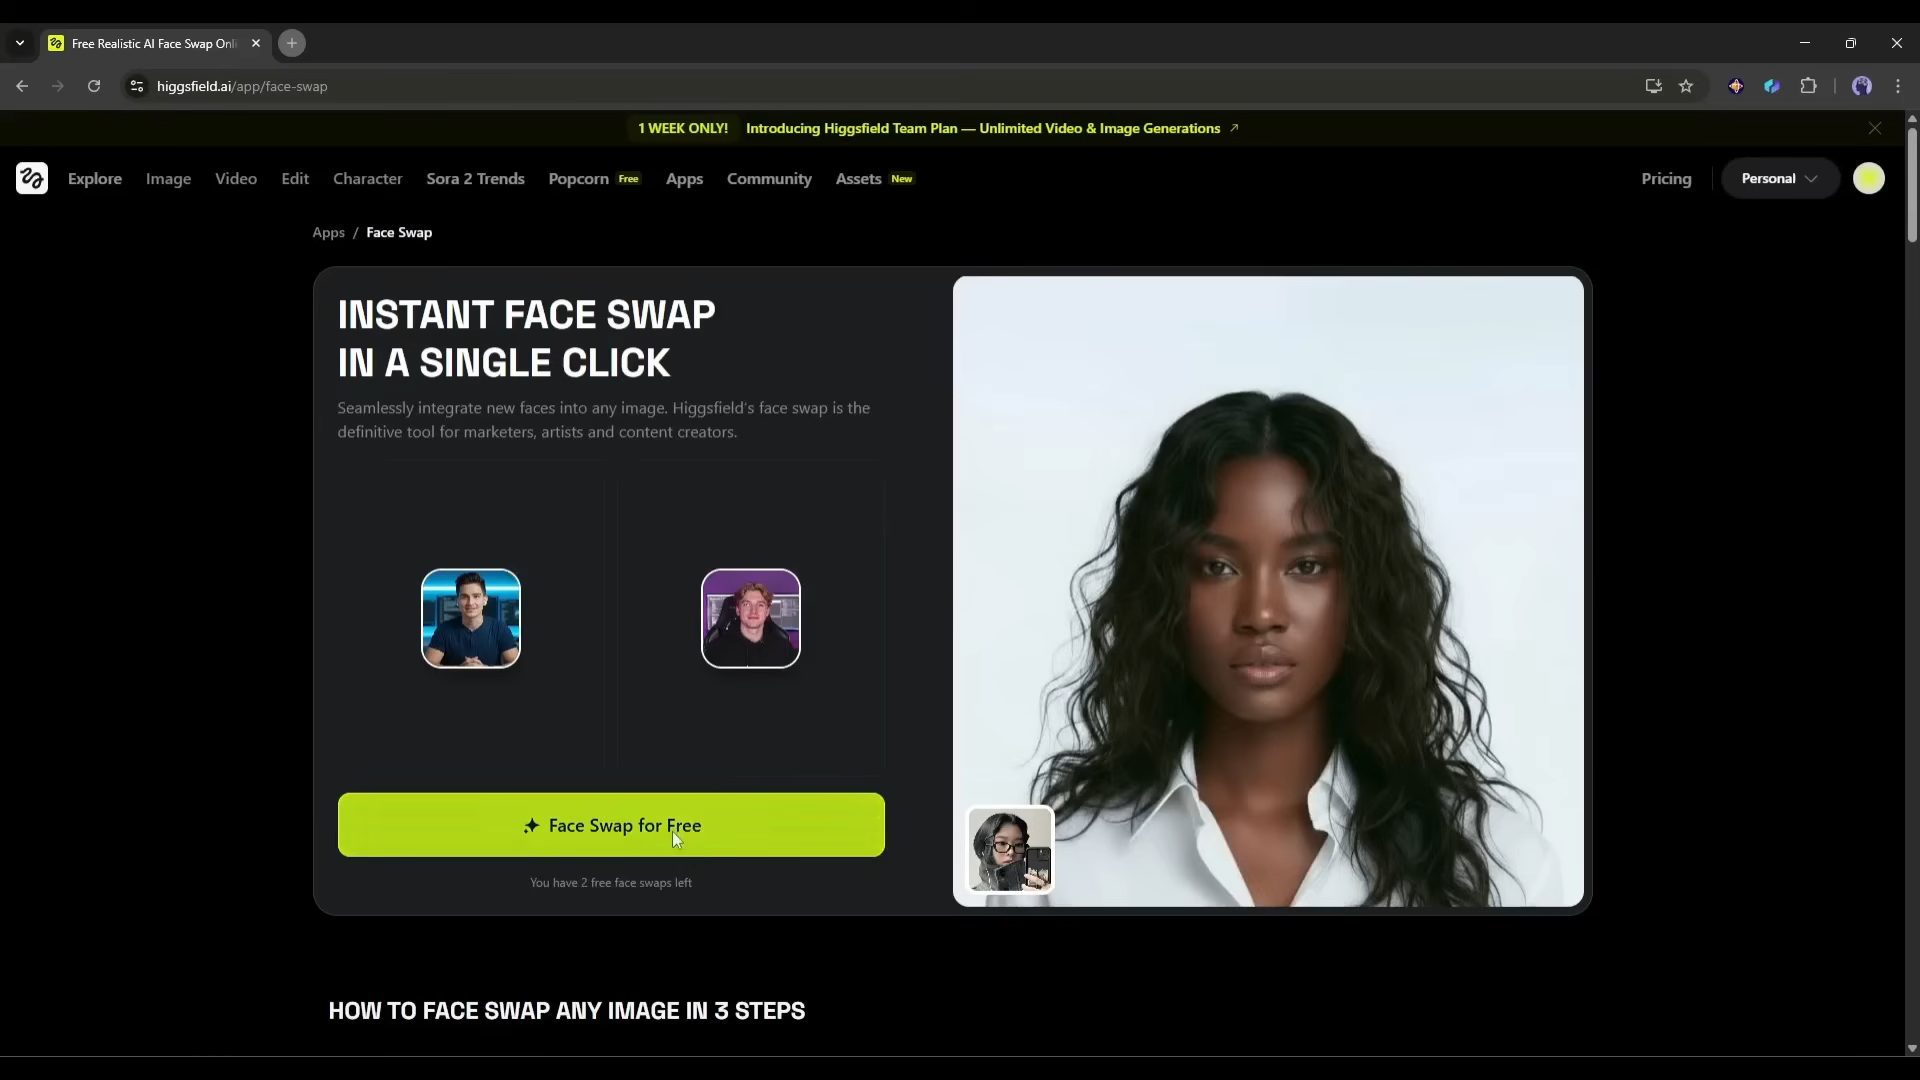 Free Realistic AI Face Swap Onli
higgsfield.ai/app/face-swap
1 WEEK ONLY! Introducing Higgsfield Team Plan — Unlimited Video & Image Generations
Explore Image Video Edit Character Sora 2 Trends Popcorn Free Apps Community Assets New Pricing Personal
Apps / Face Swap
INSTANT FACE SWAP
IN A SINGLE CLICK
Seamlessly integrate new faces into any image. Higgsfield's face swap is the
definitive tool for marketers, artists and content creators.
Face Swap for Free
You have 2 free face swaps left
HOW TO FACE SWAP ANY IMAGE IN 3 STEPS